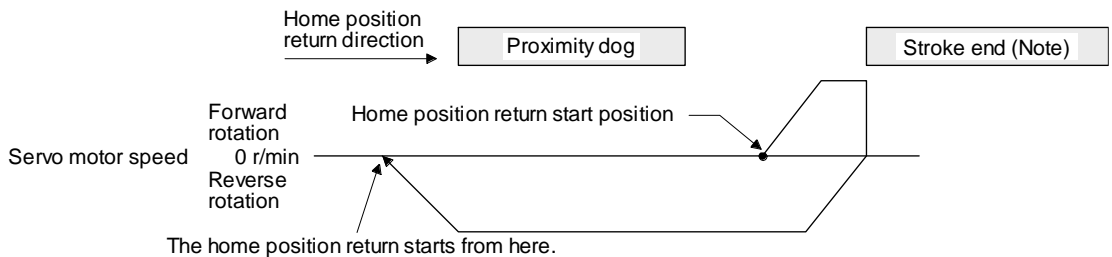 Home position
return direction
Proximity dog
Stroke end (Note)
Forward
rotation
Home position return start position
Servo motor speed
0 r/min
Reverse
rotation
The home position return starts from here.